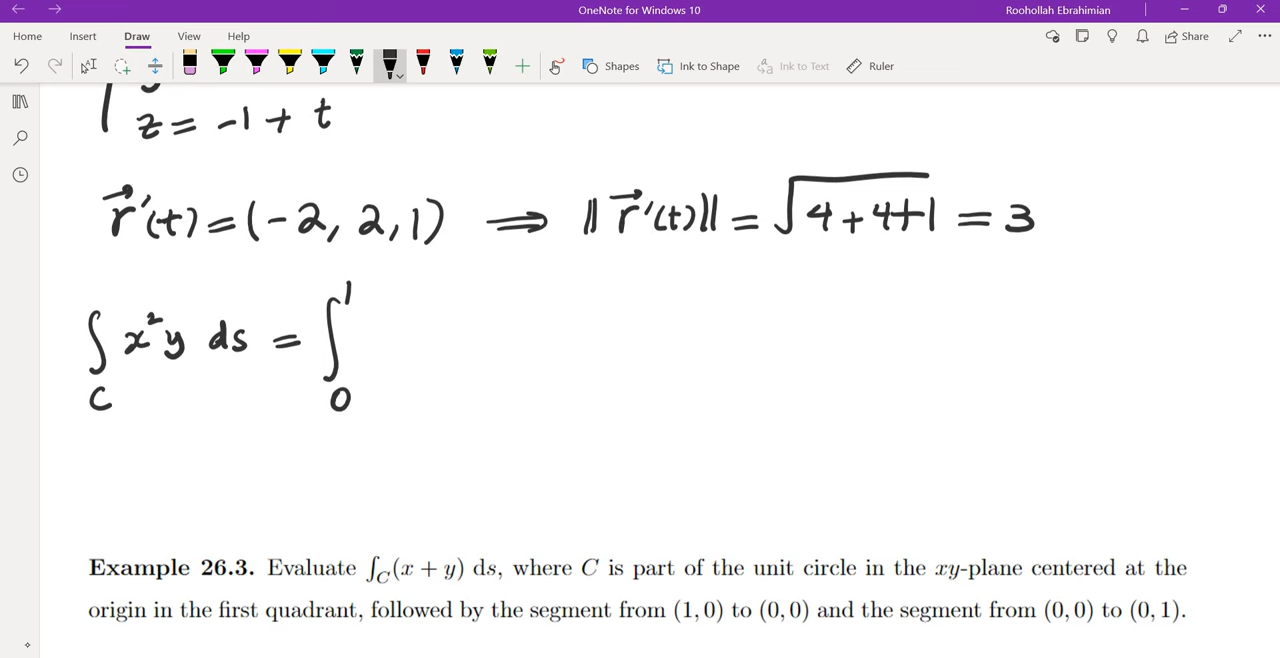 OneNote for Windows 10
Roohollah Ebrahimian
Home Insert Draw View Help
Share
Shapes Ink to Shape Ink to Text Ruler
z = -1 + t
r⃗'(t) = (-2, 2, 1) ⟹ ‖r⃗'(t)‖ = √(4+4+1) = 3
∫_C x²y ds = ∫_0^1
Example 26.3. Evaluate ∫_C(x + y) ds, where C is part of the unit circle in the xy-plane centered at the
origin in the first quadrant, followed by the segment from (1, 0) to (0, 0) and the segment from (0, 0) to (0, 1).